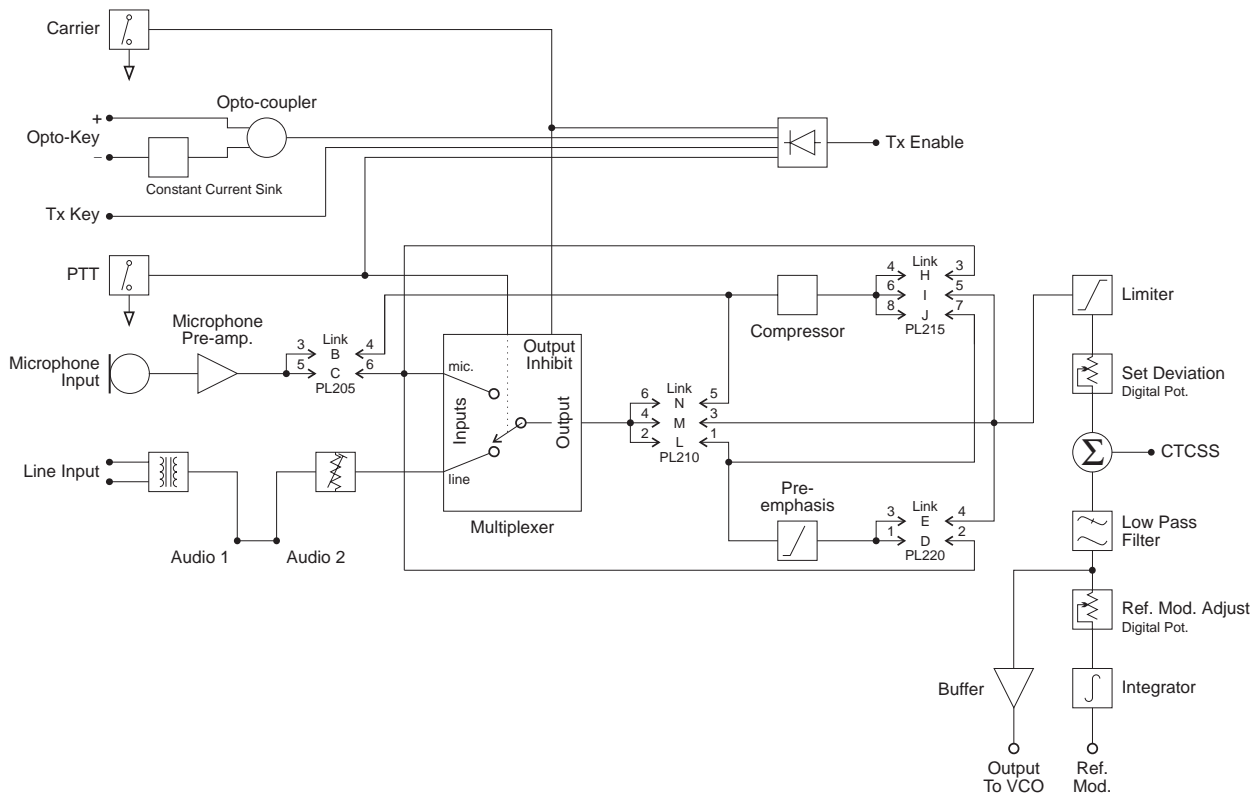 Carrier
Opto-coupler
+
Opto-Key
–
Constant Current Sink
Tx Enable
Tx Key
PTT
Microphone
Pre-amp.
Microphone
Input
3 Link 4
B
5 C 6
PL205
mic.
Output
Inhibit
Inputs
Output
line
Multiplexer
Line Input
Audio 1
Audio 2
6 Link 5
N
4 M 3
2 L 1
PL210
Compressor
4 Link 3
H
6 I 5
8 J 7
PL215
Pre-
emphasis
3 Link 4
E
1 D 2
PL220
Limiter
Set Deviation
Digital Pot.
Σ
CTCSS
Low Pass
Filter
Ref. Mod. Adjust
Digital Pot.
Buffer
Integrator
Output
To VCO
Ref.
Mod.